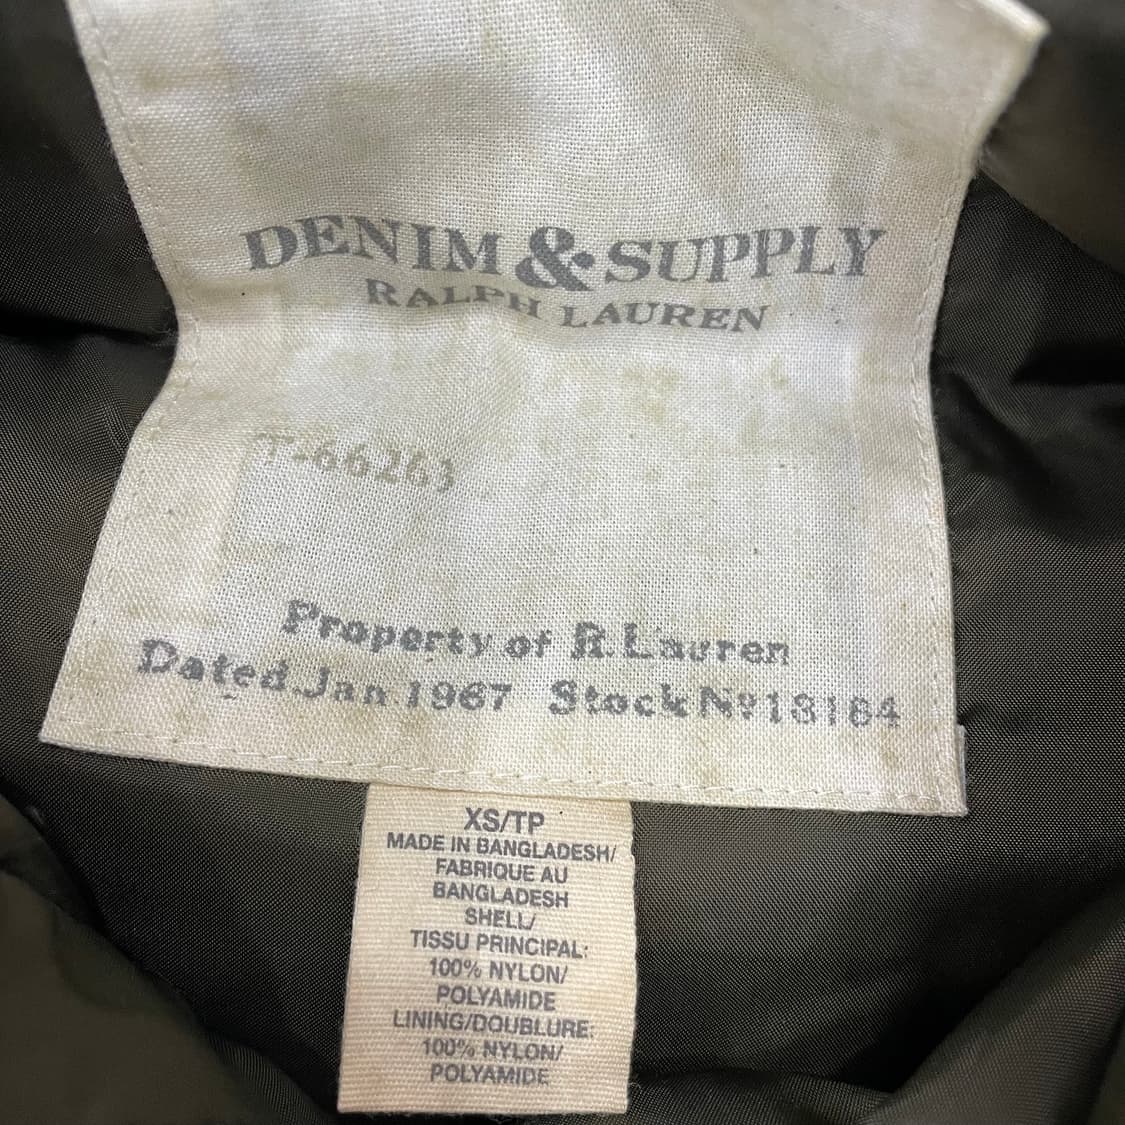 DENIM & SUPPLY
RALPH LAUREN
T-66263
Property of R. Lauren
Dated Jan. 1967 Stock Nº 18184
XS/TP
MADE IN BANGLADESH/
FABRIQUE AU
BANGLADESH
SHELL/
TISSU PRINCIPAL:
100% NYLON/
POLYAMIDE
LINING/DOUBLURE:
100% NYLON/
POLYAMIDE